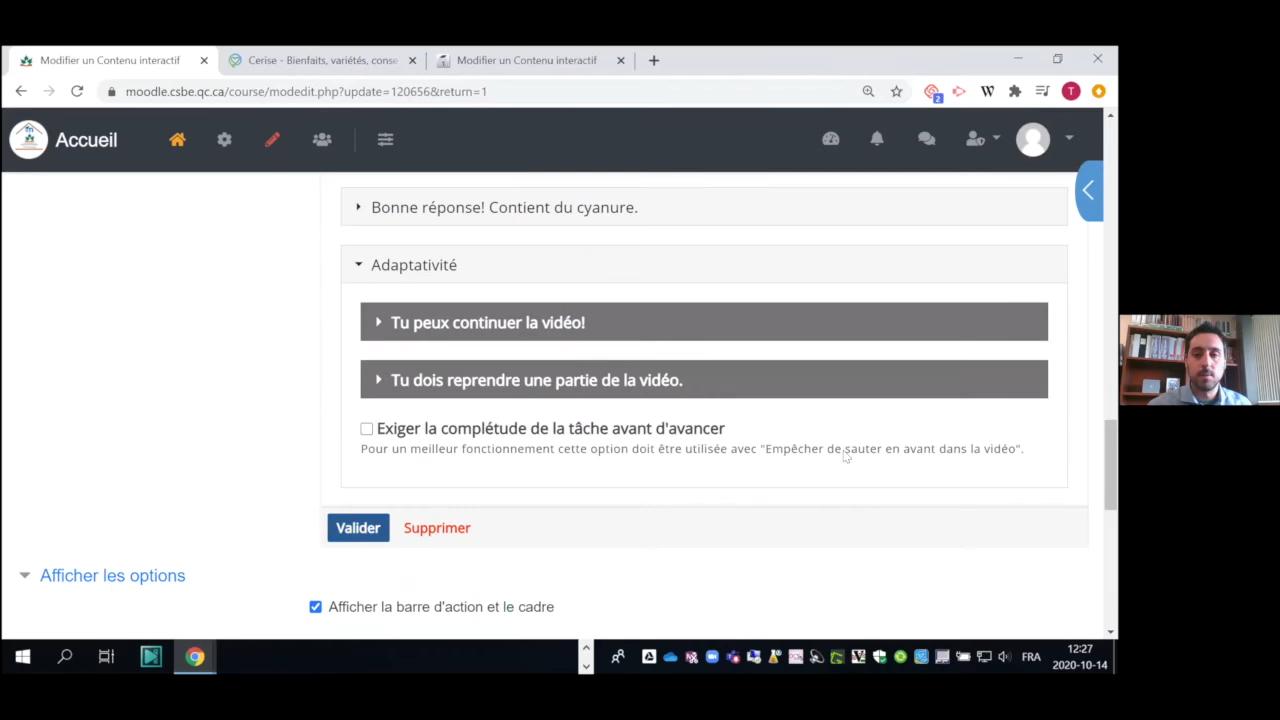 Modifier un Contenu interactif
Cerise - Bienfaits, variétés, conse
Modifier un Contenu interactif
moodle.csbe.qc.ca/course/modedit.php?update=120656&return=1
2
W
T
Accueil
Bonne réponse! Contient du cyanure.
Adaptativité
Tu peux continuer la vidéo!
Tu dois reprendre une partie de la vidéo.
Exiger la complétude de la tâche avant d'avancer
Pour un meilleur fonctionnement cette option doit être utilisée avec "Empêcher de sauter en avant dans la vidéo".
Valider Supprimer
Afficher les options
Afficher la barre d'action et le cadre
FRA
12:27
2020-10-14